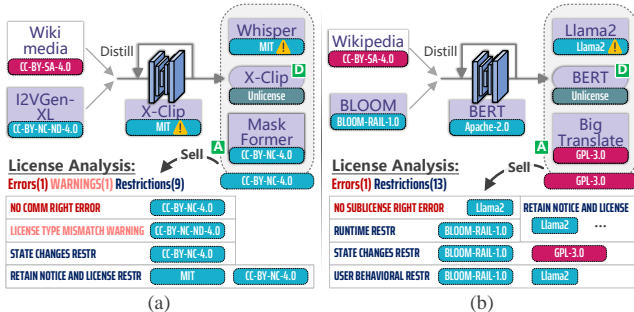 Wiki
media
CC-BY-SA-4.0
Distill
I2VGen-
XL
CC-BY-NC-ND-4.0
X-Clip
MIT
Whisper
MIT
D
X-Clip
Unlicense
Mask
Former
CC-BY-NC-4.0
A
CC-BY-NC-4.0
Sell
License Analysis:
Errors(1) WARNINGS(1) Restrictions(9)
NO COMM RIGHT ERROR CC-BY-NC-4.0
LICENSE TYPE MISMATCH WARNING CC-BY-NC-ND-4.0
STATE CHANGES RESTR CC-BY-NC-4.0
RETAIN NOTICE AND LICENSE RESTR MIT CC-BY-NC-4.0
(a)
Wikipedia
CC-BY-SA-4.0
Distill
BLOOM
BLOOM-RAIL-1.0
BERT
Apache-2.0
Llama2
Llama2
D
BERT
Unlicense
Big
Translate
GPL-3.0
A
GPL-3.0
Sell
License Analysis:
Errors(1) Restrictions(13)
NO SUBLICENSE RIGHT ERROR Llama2
RETAIN NOTICE AND LICENSE
Llama2 ...
RUNTIME RESTR BLOOM-RAIL-1.0
STATE CHANGES RESTR BLOOM-RAIL-1.0 GPL-3.0
USER BEHAVIORAL RESTR BLOOM-RAIL-1.0 Llama2
(b)